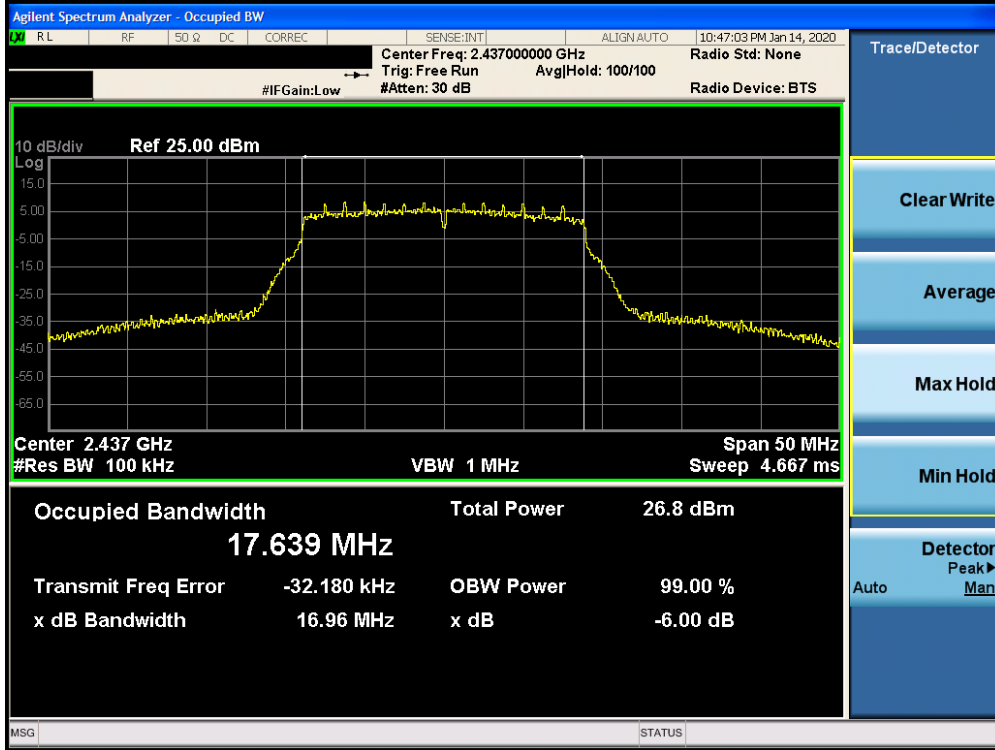 Agilent Spectrum Analyzer - Occupied BW
LXI RL RF 50 Ω DC CORREC SENSE:INT ALIGN AUTO 10:47:03 PM Jan 14, 2020
Center Freq: 2.437000000 GHz Radio Std: None
Trig: Free Run Avg|Hold: 100/100
#IFGain:Low #Atten: 30 dB Radio Device: BTS
Trace/Detector
10 dB/div Ref 25.00 dBm
Log
15.0
5.00
-5.00
-15.0
-25.0
-35.0
-45.0
-55.0
-65.0
Center 2.437 GHz Span 50 MHz
#Res BW 100 kHz VBW 1 MHz Sweep 4.667 ms
Occupied Bandwidth Total Power 26.8 dBm
17.639 MHz
Transmit Freq Error -32.180 kHz OBW Power 99.00 %
x dB Bandwidth 16.96 MHz x dB -6.00 dB
Clear Write
Average
Max Hold
Min Hold
Detector
Peak▶
Auto Man
MSG STATUS